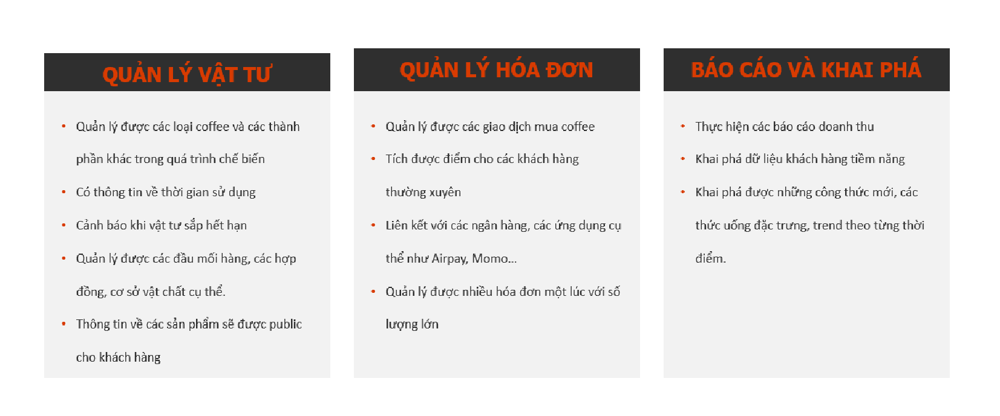 QUẢN LÝ VẬT TƯ
• Quản lý được các loại coffee và các thành
phần khác trong quá trình chế biến
• Có thông tin về thời gian sử dụng
• Cảnh báo khi vật tư sắp hết hạn
• Quản lý được các đầu mối hàng, các hợp
đồng, cơ sở vật chất cụ thể.
• Thông tin về các sản phẩm sẽ được public
cho khách hàng
QUẢN LÝ HÓA ĐƠN
• Quản lý được các giao dịch mua coffee
• Tích được điểm cho các khách hàng
thường xuyên
• Liên kết với các ngân hàng, các ứng dụng cụ
thể như Airpay, Momo...
• Quản lý được nhiều hóa đơn một lúc với số
lượng lớn
BÁO CÁO VÀ KHAI PHÁ
• Thực hiện các báo cáo doanh thu
• Khai phá dữ liệu khách hàng tiềm năng
• Khai phá được những công thức mới, các
thức uống đặc trưng, trend theo từng thời
điểm.